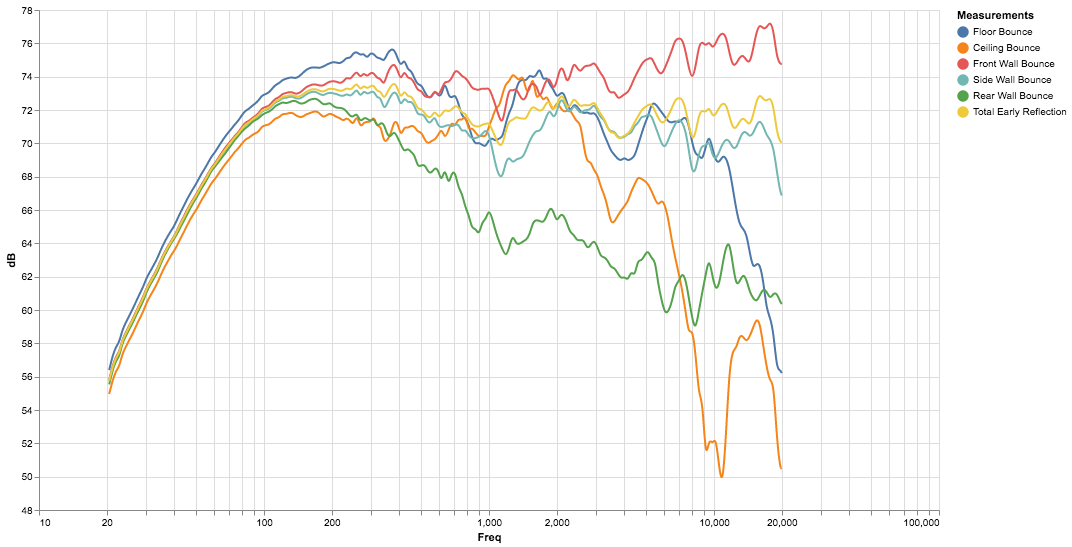 Measurements
Floor Bounce
Ceiling Bounce
Front Wall Bounce
Side Wall Bounce
Rear Wall Bounce
Total Early Reflection
78
76
74
72
70
68
66
64
62
60
58
56
54
52
50
48
dB
10 20 100 200 1,000 2,000 10,000 20,000 100,000
Freq